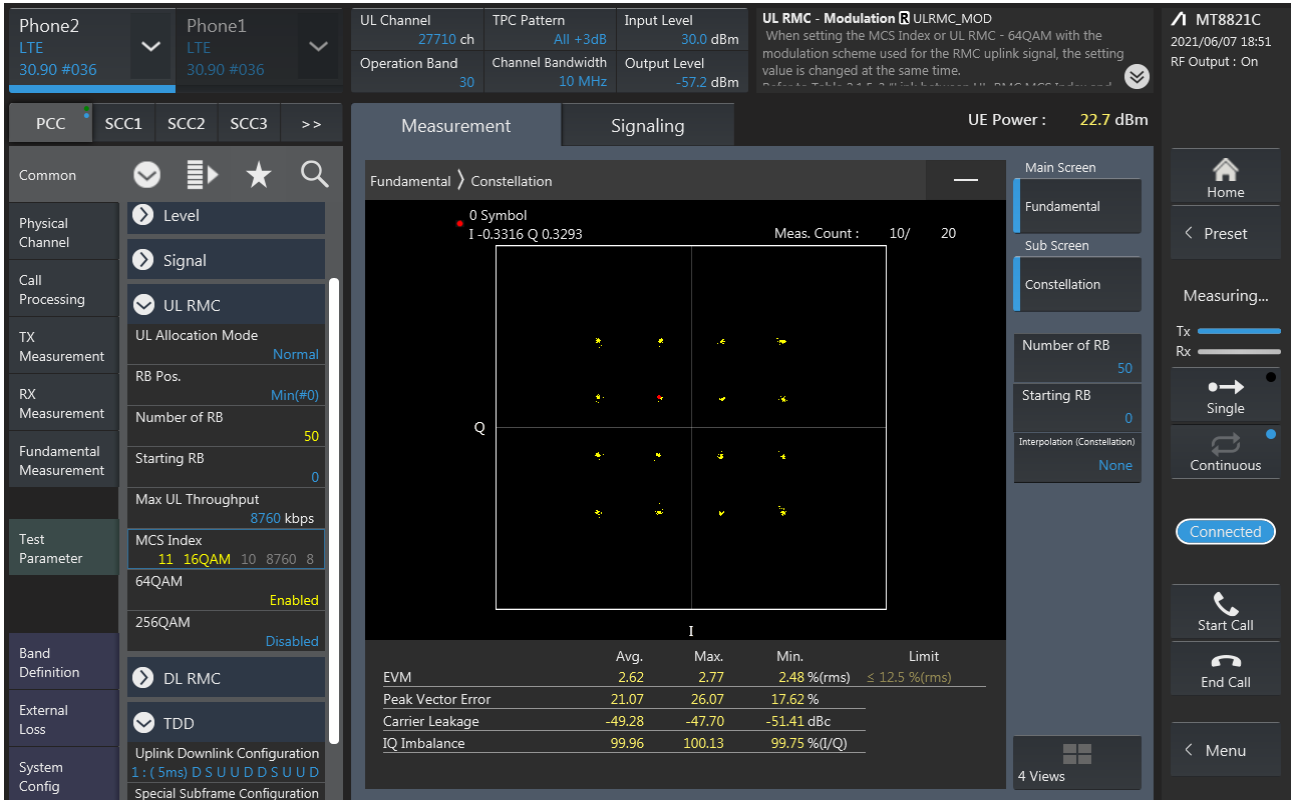 Phone2
LTE
30.90 #036
Phone1
LTE
30.90 #036
UL Channel
27710 ch
TPC Pattern
All +3dB
Input Level
30.0 dBm
Operation Band
30
Channel Bandwidth
10 MHz
Output Level
-57.2 dBm
UL RMC - Modulation R ULRMC_MOD
When setting the MCS Index or UL RMC - 64QAM with the
modulation scheme used for the RMC uplink signal, the setting
value is changed at the same time.
MT8821C
2021/06/07 18:51
RF Output : On
PCC
SCC1
SCC2
SCC3
>>
Measurement
Signaling
UE Power : 22.7 dBm
Common
Physical
Channel
Call
Processing
TX
Measurement
RX
Measurement
Fundamental
Measurement
Test
Parameter
Band
Definition
External
Loss
System
Config
Level
Signal
UL RMC
UL Allocation Mode
Normal
RB Pos.
Min(#0)
Number of RB
50
Starting RB
0
Max UL Throughput
8760 kbps
MCS Index
11 16QAM 10 8760 8
64QAM
Enabled
256QAM
Disabled
DL RMC
TDD
Uplink Downlink Configuration
1 : ( 5ms) D S U U D D S U U D
Special Subframe Configuration
Fundamental > Constellation
0 Symbol
I -0.3316 Q 0.3293
Meas. Count : 10/ 20
Q
I
Avg. Max. Min. Limit
EVM 2.62 2.77 2.48 %(rms) ≤ 12.5 %(rms)
Peak Vector Error 21.07 26.07 17.62 %
Carrier Leakage -49.28 -47.70 -51.41 dBc
IQ Imbalance 99.96 100.13 99.75 %(I/Q)
Main Screen
Fundamental
Sub Screen
Constellation
Number of RB
50
Starting RB
0
Interpolation (Constellation)
None
4 Views
Home
< Preset
Measuring...
Tx
Rx
Single
Continuous
Connected
Start Call
End Call
< Menu